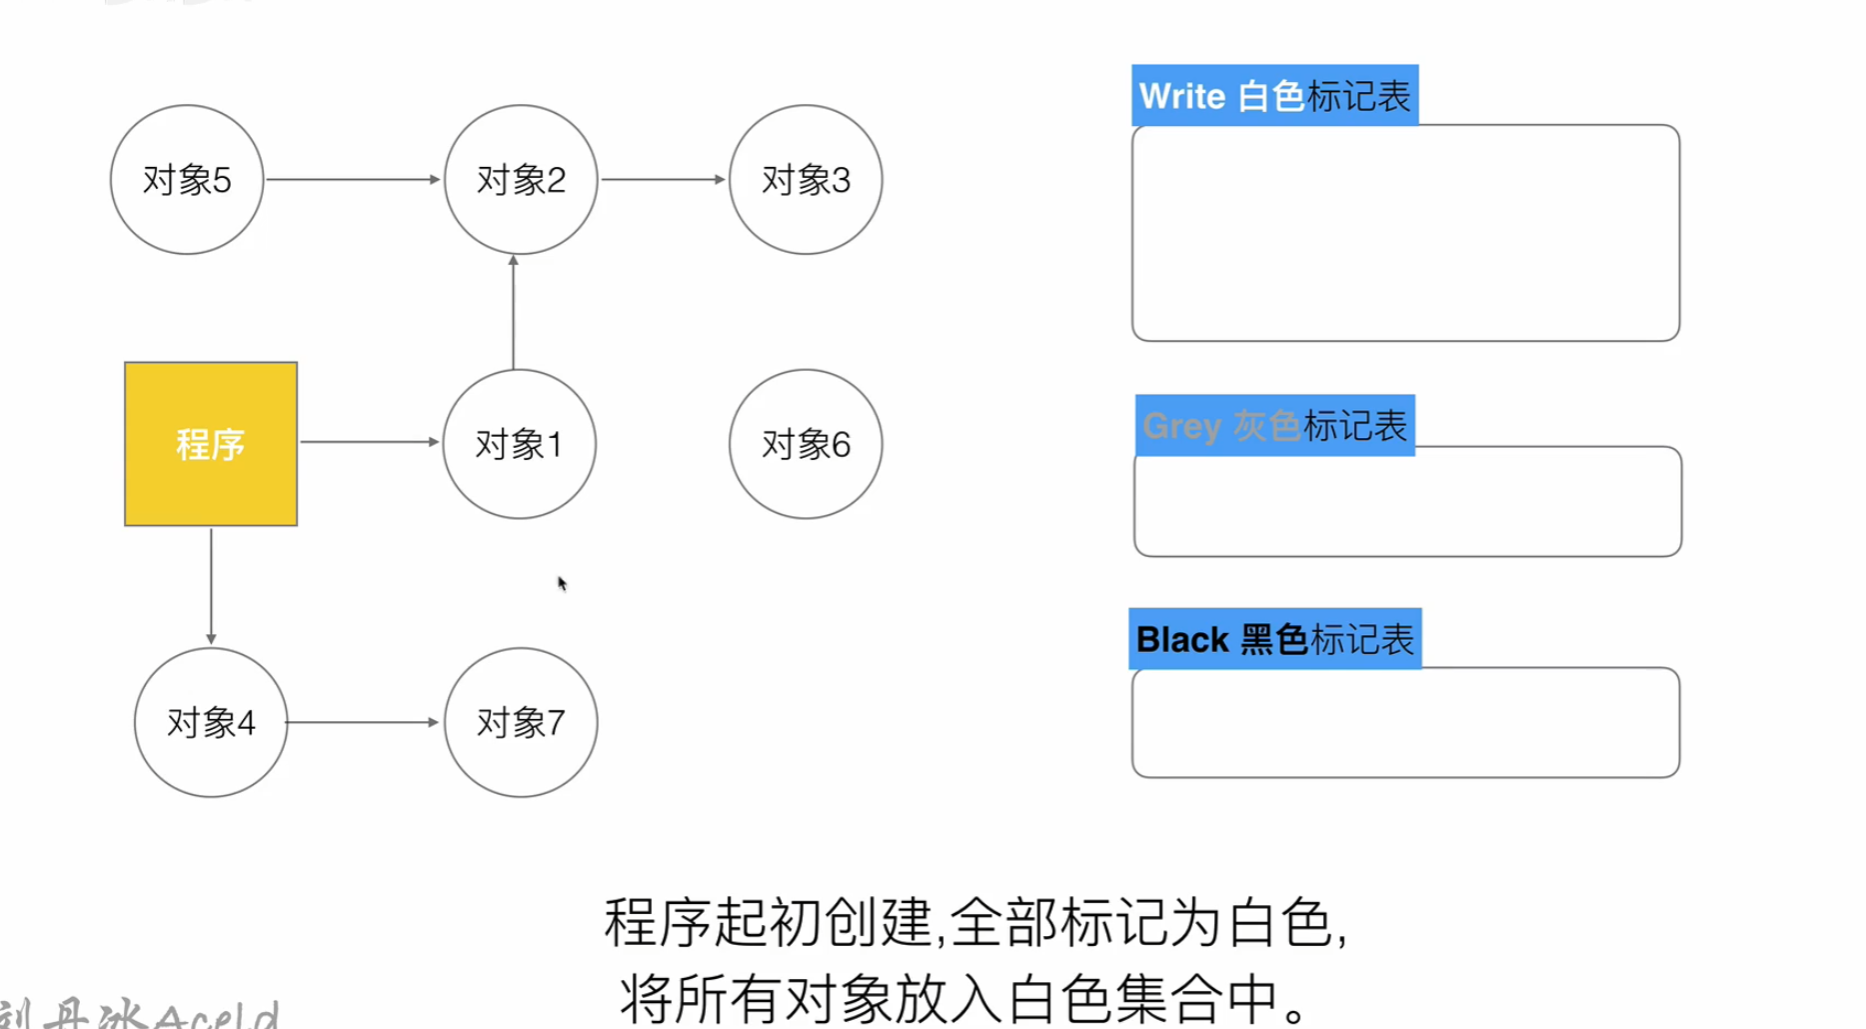 Write 白色标记表
对象5
对象2
对象3
Grey 灰色标记表
程序
对象1
对象6
Black 黑色标记表
对象4
对象7
程序起初创建,全部标记为白色,
将所有对象放入白色集合中。
刘丹冰Aceld